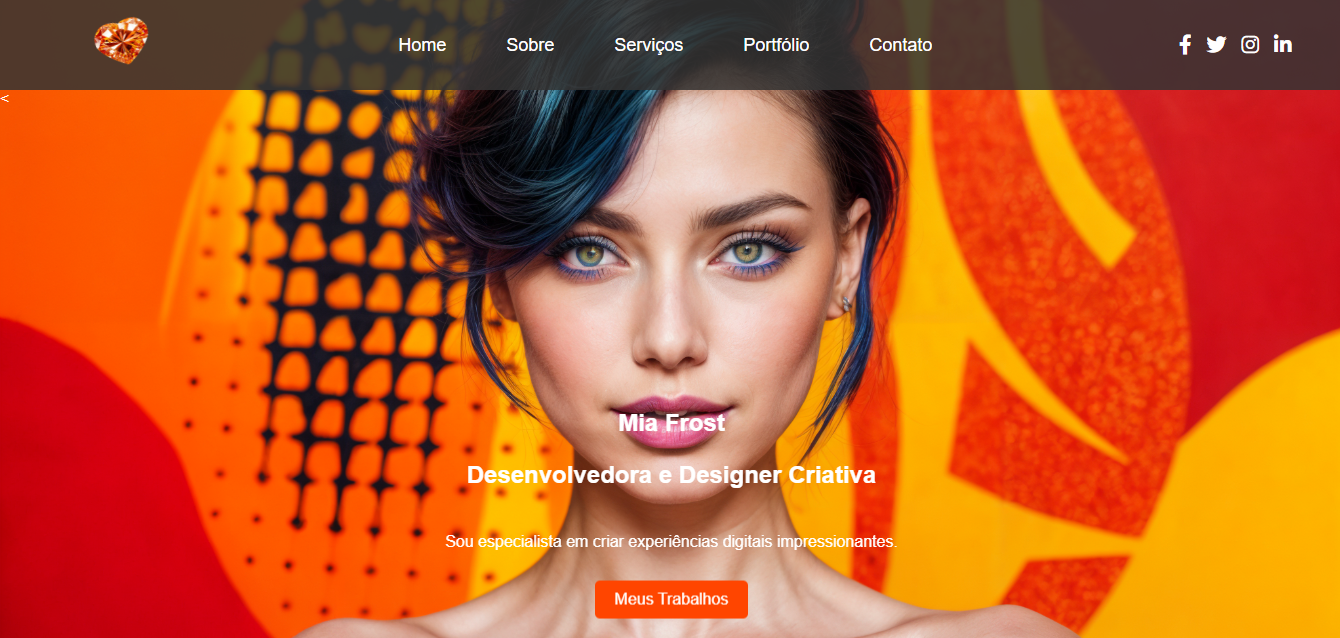 Home Sobre Serviços Portfólio Contato
<
Mia Frost
Desenvolvedora e Designer Criativa
Sou especialista em criar experiências digitais impressionantes.
Meus Trabalhos